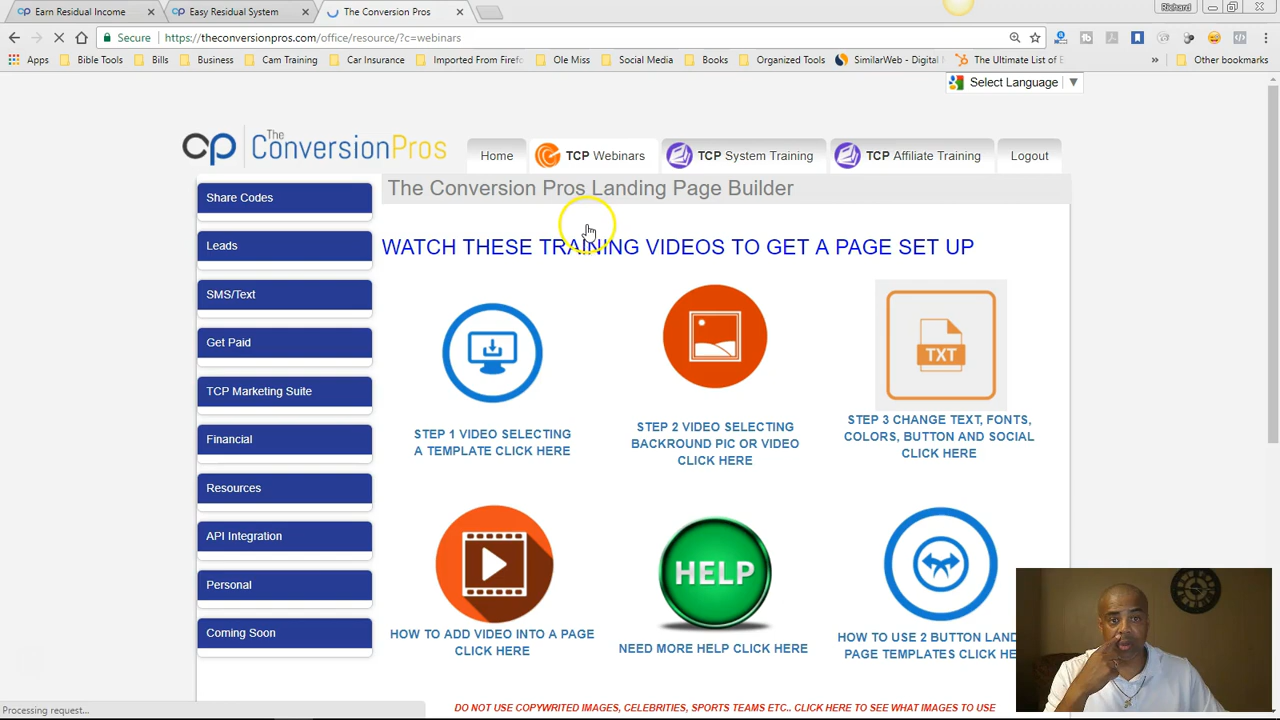 Earn Residual Income
Easy Residual System
The Conversion Pros
Richard
Secure
https://theconversionpros.com/office/resource/?c=webinars
Apps
Bible Tools
Bills
Business
Cam Training
Car Insurance
Imported From Firef
Ole Miss
Social Media
Books
Organized Tools
SimilarWeb - Digital
The Ultimate List of
Other bookmarks
Select Language ▼
cp The ConversionPros
Home
TCP Webinars
TCP System Training
TCP Affiliate Training
Logout
Share Codes
Leads
SMS/Text
Get Paid
TCP Marketing Suite
Financial
Resources
API Integration
Personal
Coming Soon
The Conversion Pros Landing Page Builder
WATCH THESE TRAINING VIDEOS TO GET A PAGE SET UP
TXT
STEP 1 VIDEO SELECTING
A TEMPLATE CLICK HERE
STEP 2 VIDEO SELECTING
BACKROUND PIC OR VIDEO
CLICK HERE
STEP 3 CHANGE TEXT, FONTS,
COLORS, BUTTON AND SOCIAL
CLICK HERE
HELP
HOW TO ADD VIDEO INTO A PAGE
CLICK HERE
NEED MORE HELP CLICK HERE
HOW TO USE 2 BUTTON LAND
PAGE TEMPLATES CLICK HE
DO NOT USE COPYWRITED IMAGES, CELEBRITIES, SPORTS TEAMS ETC.. CLICK HERE TO SEE WHAT IMAGES TO USE
Processing request...